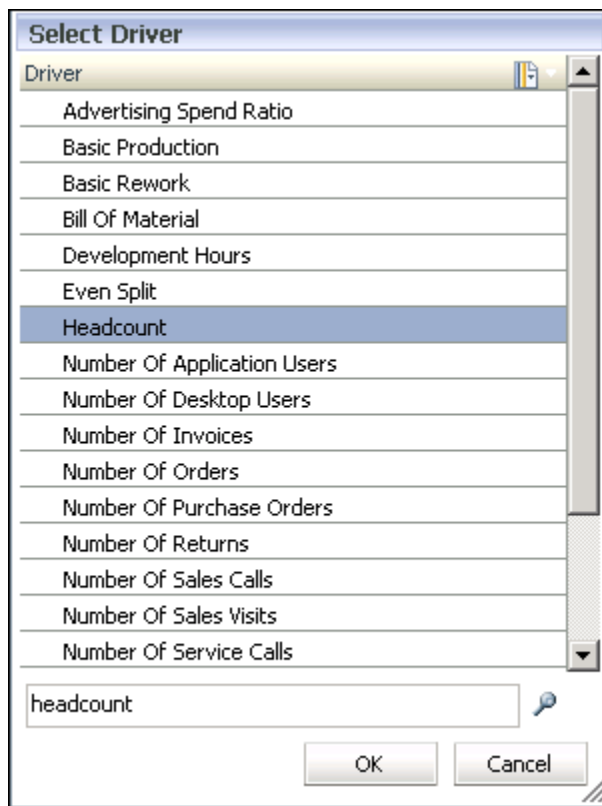 Select Driver
Driver
Advertising Spend Ratio
Basic Production
Basic Rework
Bill Of Material
Development Hours
Even Split
Headcount
Number Of Application Users
Number Of Desktop Users
Number Of Invoices
Number Of Orders
Number Of Purchase Orders
Number Of Returns
Number Of Sales Calls
Number Of Sales Visits
Number Of Service Calls
headcount
OK Cancel